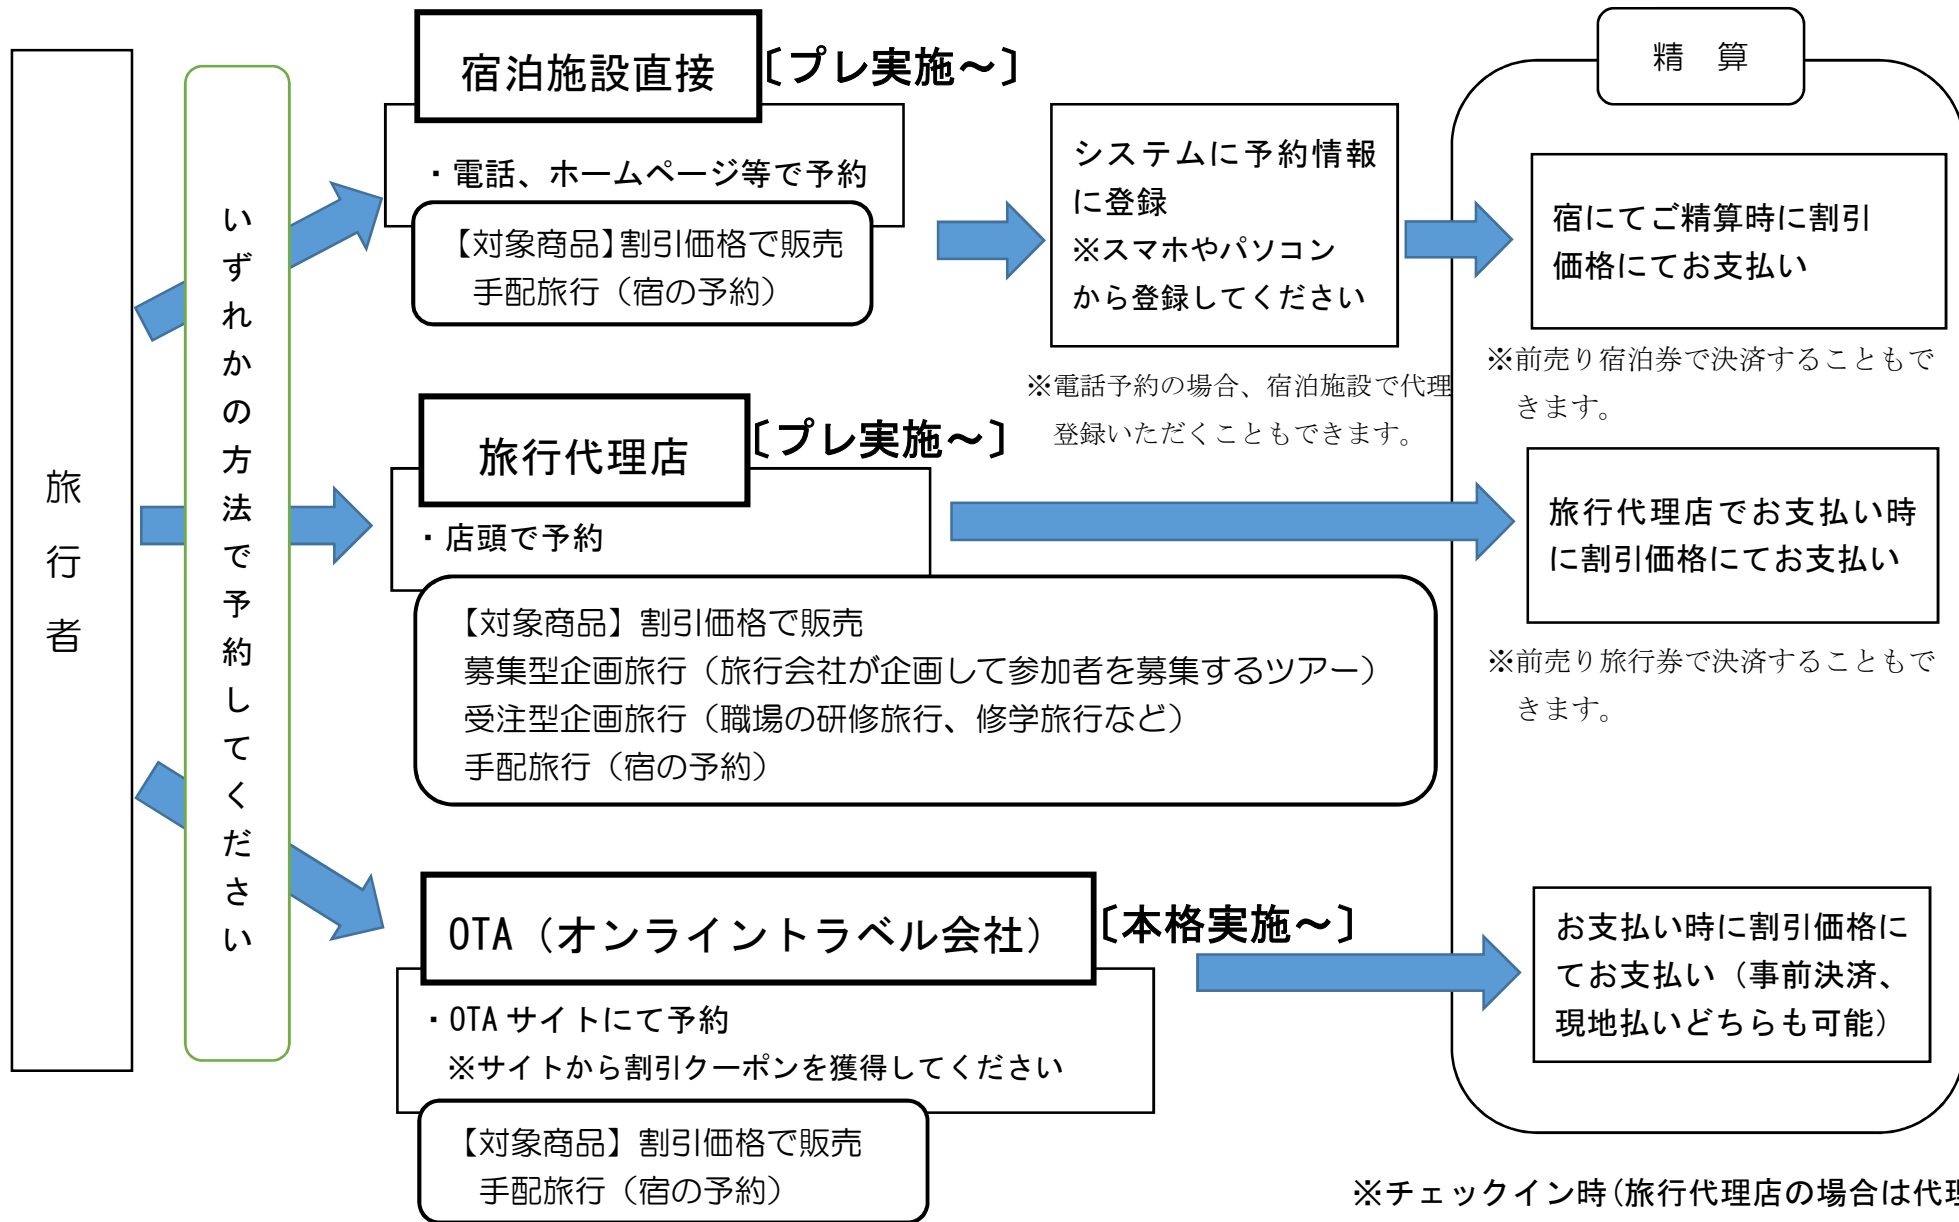 旅行者
いずれかの方法で予約してください
宿泊施設直接
〔プレ実施～〕
・電話、ホームページ等で予約
【対象商品】割引価格で販売
手配旅行（宿の予約）
システムに予約情報
に登録
※スマホやパソコン
から登録してください
※電話予約の場合、宿泊施設で代理
登録いただくこともできます。
精　算
宿にてご精算時に割引
価格にてお支払い
※前売り宿泊券で決済することもで
きます。
旅行代理店
〔プレ実施～〕
・店頭で予約
【対象商品】割引価格で販売
募集型企画旅行（旅行会社が企画して参加者を募集するツアー）
受注型企画旅行（職場の研修旅行、修学旅行など）
手配旅行（宿の予約）
旅行代理店でお支払い時
に割引価格にてお支払い
※前売り旅行券で決済することもで
きます。
OTA（オンライントラベル会社）
〔本格実施～〕
・OTAサイトにて予約
※サイトから割引クーポンを獲得してください
【対象商品】割引価格で販売
手配旅行（宿の予約）
お支払い時に割引価格に
てお支払い（事前決済、
現地払いどちらも可能）
※チェックイン時(旅行代理店の場合は代理